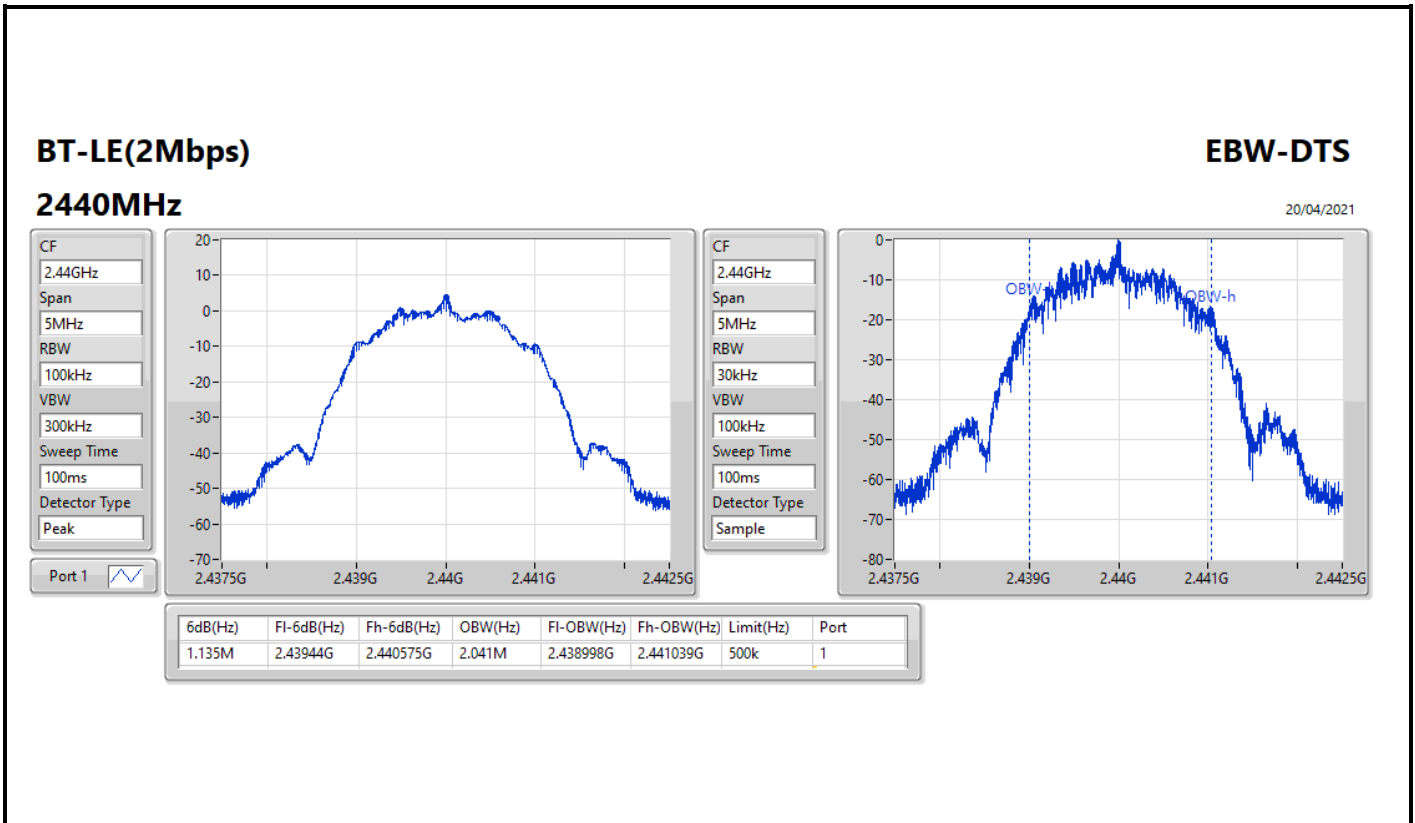 BT-LE(2Mbps)
EBW-DTS
2440MHz
20/04/2021
CF
2.44GHz
Span
5MHz
RBW
100kHz
VBW
300kHz
Sweep Time
100ms
Detector Type
Peak
Port 1
20
10
0
-10
-20
-30
-40
-50
-60
-70
2.4375G 2.439G 2.44G 2.441G 2.4425G
CF
2.44GHz
Span
5MHz
RBW
30kHz
VBW
100kHz
Sweep Time
100ms
Detector Type
Sample
0
-10
-20
-30
-40
-50
-60
-70
-80
OBW-
OBW-h
2.4375G 2.439G 2.44G 2.441G 2.4425G
6dB(Hz) Fl-6dB(Hz) Fh-6dB(Hz) OBW(Hz) Fl-OBW(Hz) Fh-OBW(Hz) Limit(Hz) Port
1.135M 2.43944G 2.440575G 2.041M 2.438998G 2.441039G 500k 1